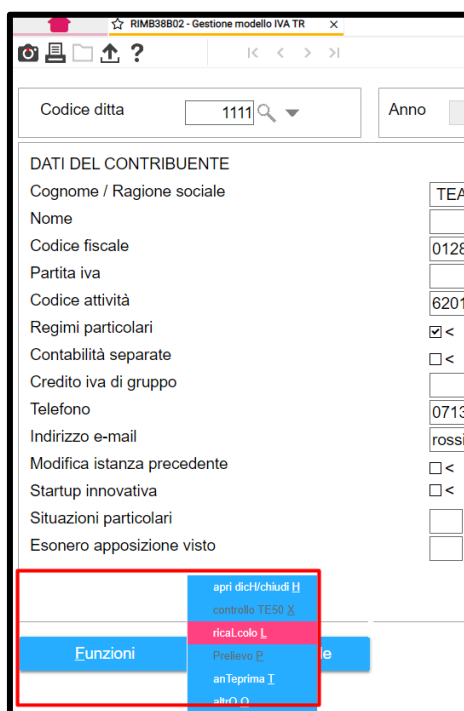 RIMB38B02 - Gestione modello IVA TR X
?
Codice ditta 1111 Anno
DATI DEL CONTRIBUENTE
Cognome / Ragione sociale TEA
Nome
Codice fiscale 0128
Partita iva
Codice attività 6201
Regimi particolari <
Contabilità separate <
Credito iva di gruppo
Telefono 0713
Indirizzo e-mail rossi
Modifica istanza precedente <
Startup innovativa <
Situazioni particolari
Esonero apposizione visto
apri dicH/chiudi H
controllo TE50 X
ricaLcolo L
Funzioni Prelievo P le
anTeprima T
altrO O